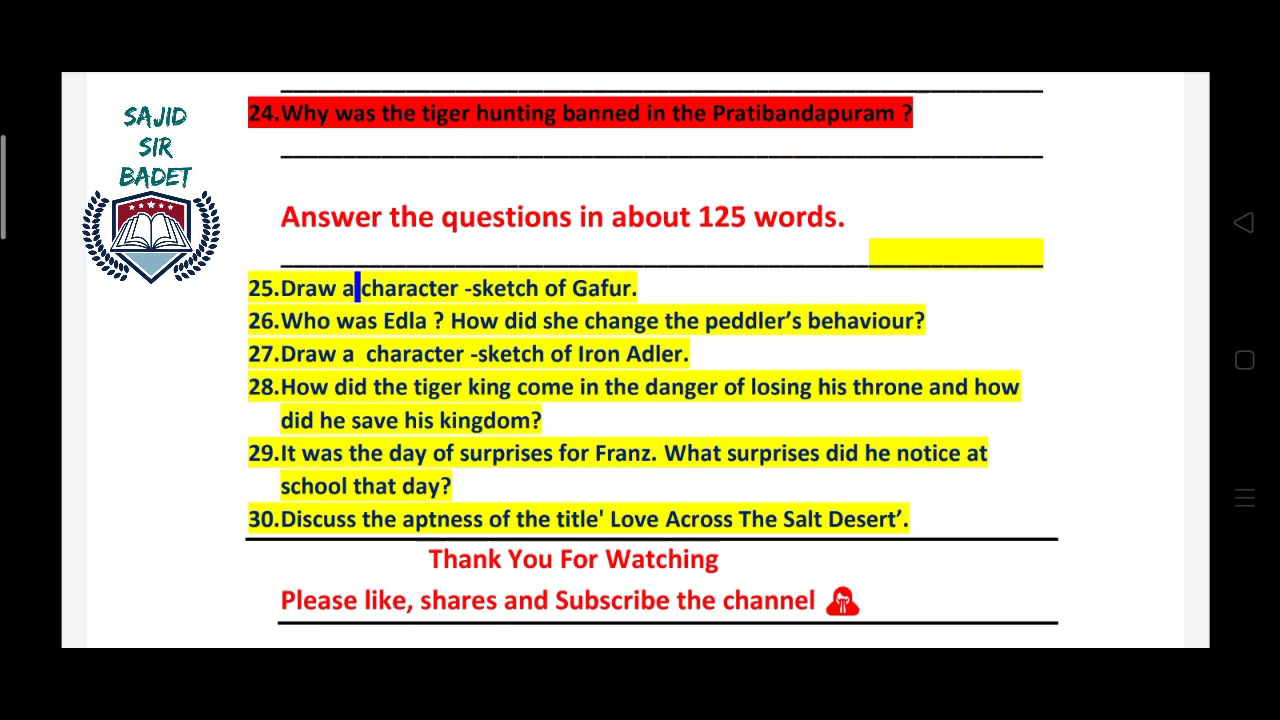 SAJID
SIR
BADET
24.Why was the tiger hunting banned in the Pratibandapuram ?
Answer the questions in about 125 words.
25.Draw a character -sketch of Gafur.
26.Who was Edla ? How did she change the peddler’s behaviour?
27.Draw a  character -sketch of Iron Adler.
28.How did the tiger king come in the danger of losing his throne and how
did he save his kingdom?
29.It was the day of surprises for Franz. What surprises did he notice at
school that day?
30.Discuss the aptness of the title' Love Across The Salt Desert’.
Thank You For Watching
Please like, shares and Subscribe the channel